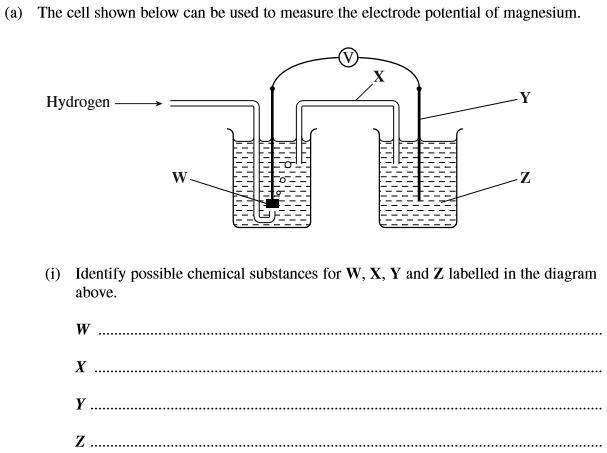 (a) The cell shown below can be used to measure the electrode potential of magnesium.
V
X
Hydrogen
Y
W
Z
(i) Identify possible chemical substances for W, X, Y and Z labelled in the diagram
above.
W ........................................................................
X ........................................................................
Y ........................................................................
Z ........................................................................